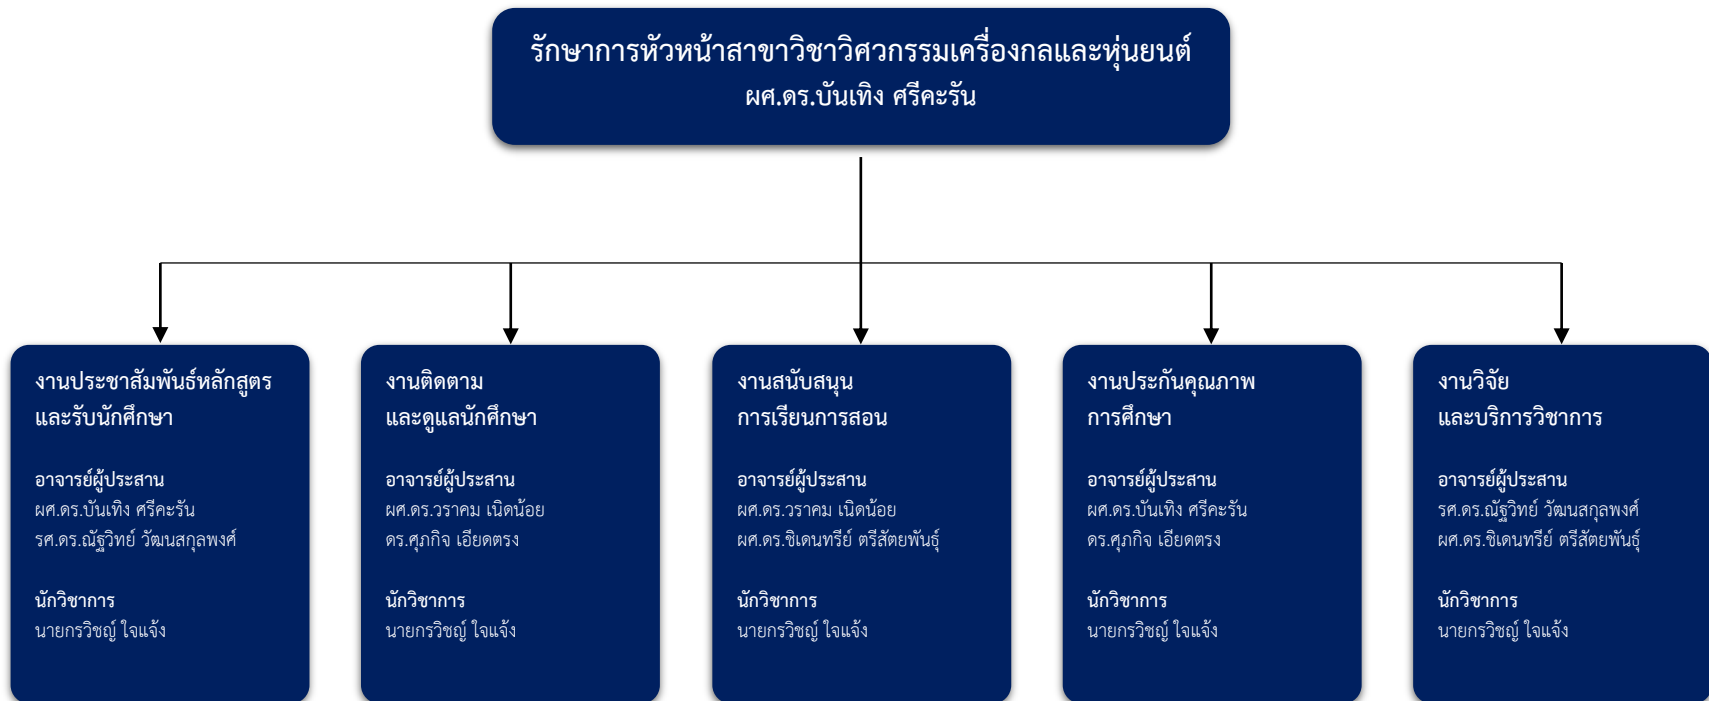 รักษาการหัวหน้าสาขาวิชาวิศวกรรมเครื่องกลและหุ่นยนต์
ผศ.ดร.บันเทิง ศรีคะรัน
งานประชาสัมพันธ์หลักสูตร
และรับนักศึกษา
อาจารย์ผู้ประสาน
ผศ.ดร.บันเทิง ศรีคะรัน
รศ.ดร.ณัฐวิทย์ วัฒนสกุลพงศ์
นักวิชาการ
นายกรวิชญ์ ใจแจ้ง
งานติดตาม
และดูแลนักศึกษา
อาจารย์ผู้ประสาน
ผศ.ดร.วราคม เนิดน้อย
ดร.ศุภกิจ เอียดตรง
นักวิชาการ
นายกรวิชญ์ ใจแจ้ง
งานสนับสนุน
การเรียนการสอน
อาจารย์ผู้ประสาน
ผศ.ดร.วราคม เนิดน้อย
ผศ.ดร.ชิเดนทรีย์ ตรีสัตยพันธุ์
นักวิชาการ
นายกรวิชญ์ ใจแจ้ง
งานประกันคุณภาพ
การศึกษา
อาจารย์ผู้ประสาน
ผศ.ดร.บันเทิง ศรีคะรัน
ดร.ศุภกิจ เอียดตรง
นักวิชาการ
นายกรวิชญ์ ใจแจ้ง
งานวิจัย
และบริการวิชาการ
อาจารย์ผู้ประสาน
รศ.ดร.ณัฐวิทย์ วัฒนสกุลพงศ์
ผศ.ดร.ชิเดนทรีย์ ตรีสัตยพันธุ์
นักวิชาการ
นายกรวิชญ์ ใจแจ้ง